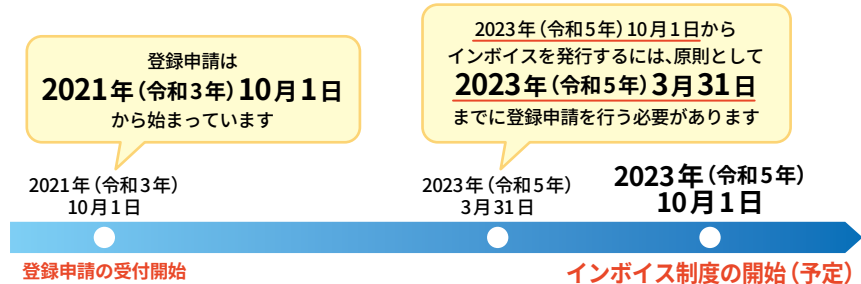 登録申請は
2021年（令和3年）10月1日
から始まっています
2023年（令和5年）10月1日から
インボイスを発行するには、原則として
2023年（令和5年）3月31日
までに登録申請を行う必要があります
2021年（令和3年）
10月1日
2023年（令和5年）
3月31日
2023年（令和5年）
10月1日
登録申請の受付開始
インボイス制度の開始（予定）